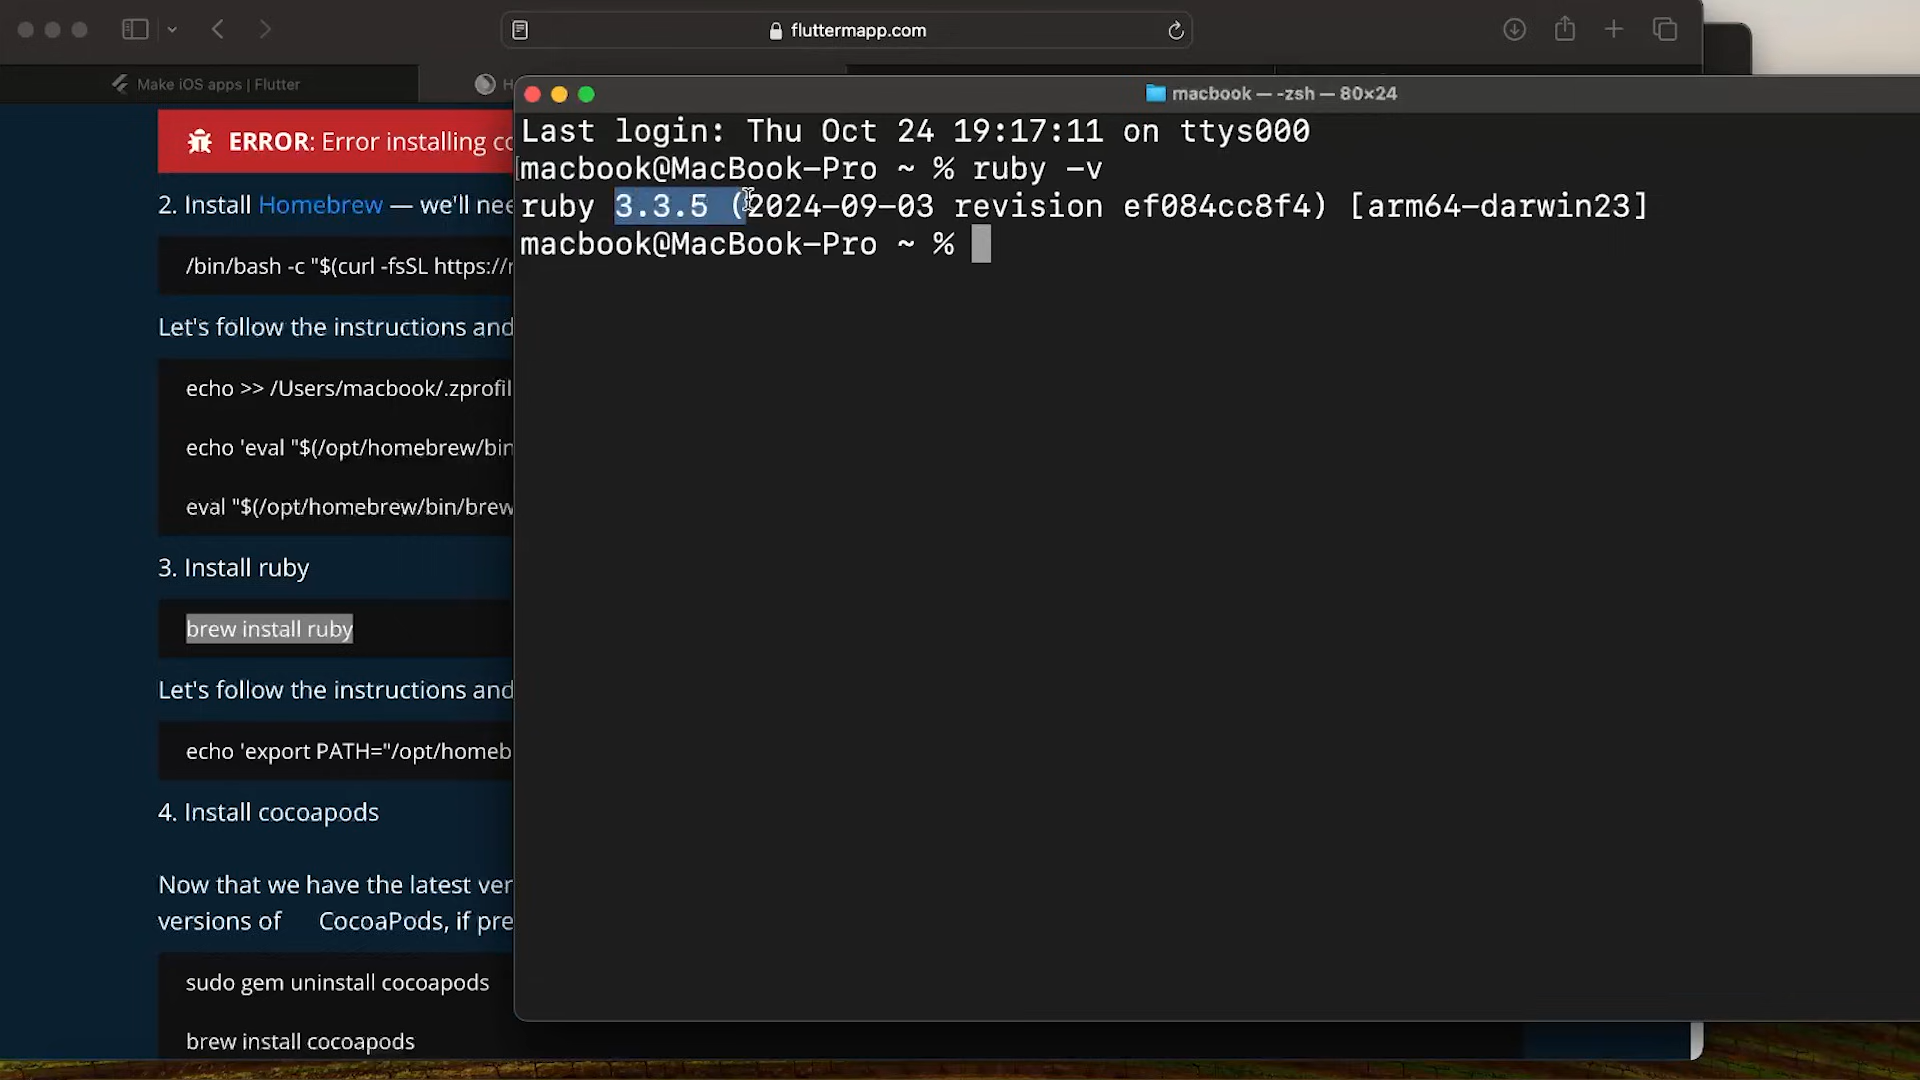 fluttermapp.com
Make iOS apps | Flutter
macbook — -zsh — 80×24
Last login: Thu Oct 24 19:17:11 on ttys000
macbook@MacBook-Pro ~ % ruby -v
ruby 3.3.5 (2024-09-03 revision ef084cc8f4) [arm64-darwin23]
macbook@MacBook-Pro ~ %
ERROR: Error installing
2. Install Homebrew — we'll
/bin/bash -c "$(curl -fsSL https://
Let's follow the instructions and
echo >> /Users/macbook/.zprofil
echo 'eval "$(/opt/homebrew/bin
eval "$(/opt/homebrew/bin/brew
3. Install ruby
brew install ruby
Let's follow the instructions and
echo 'export PATH="/opt/homeb
4. Install cocoapods
Now that we have the latest ver
versions of CocoaPods, if pre
sudo gem uninstall cocoapods
brew install cocoapods